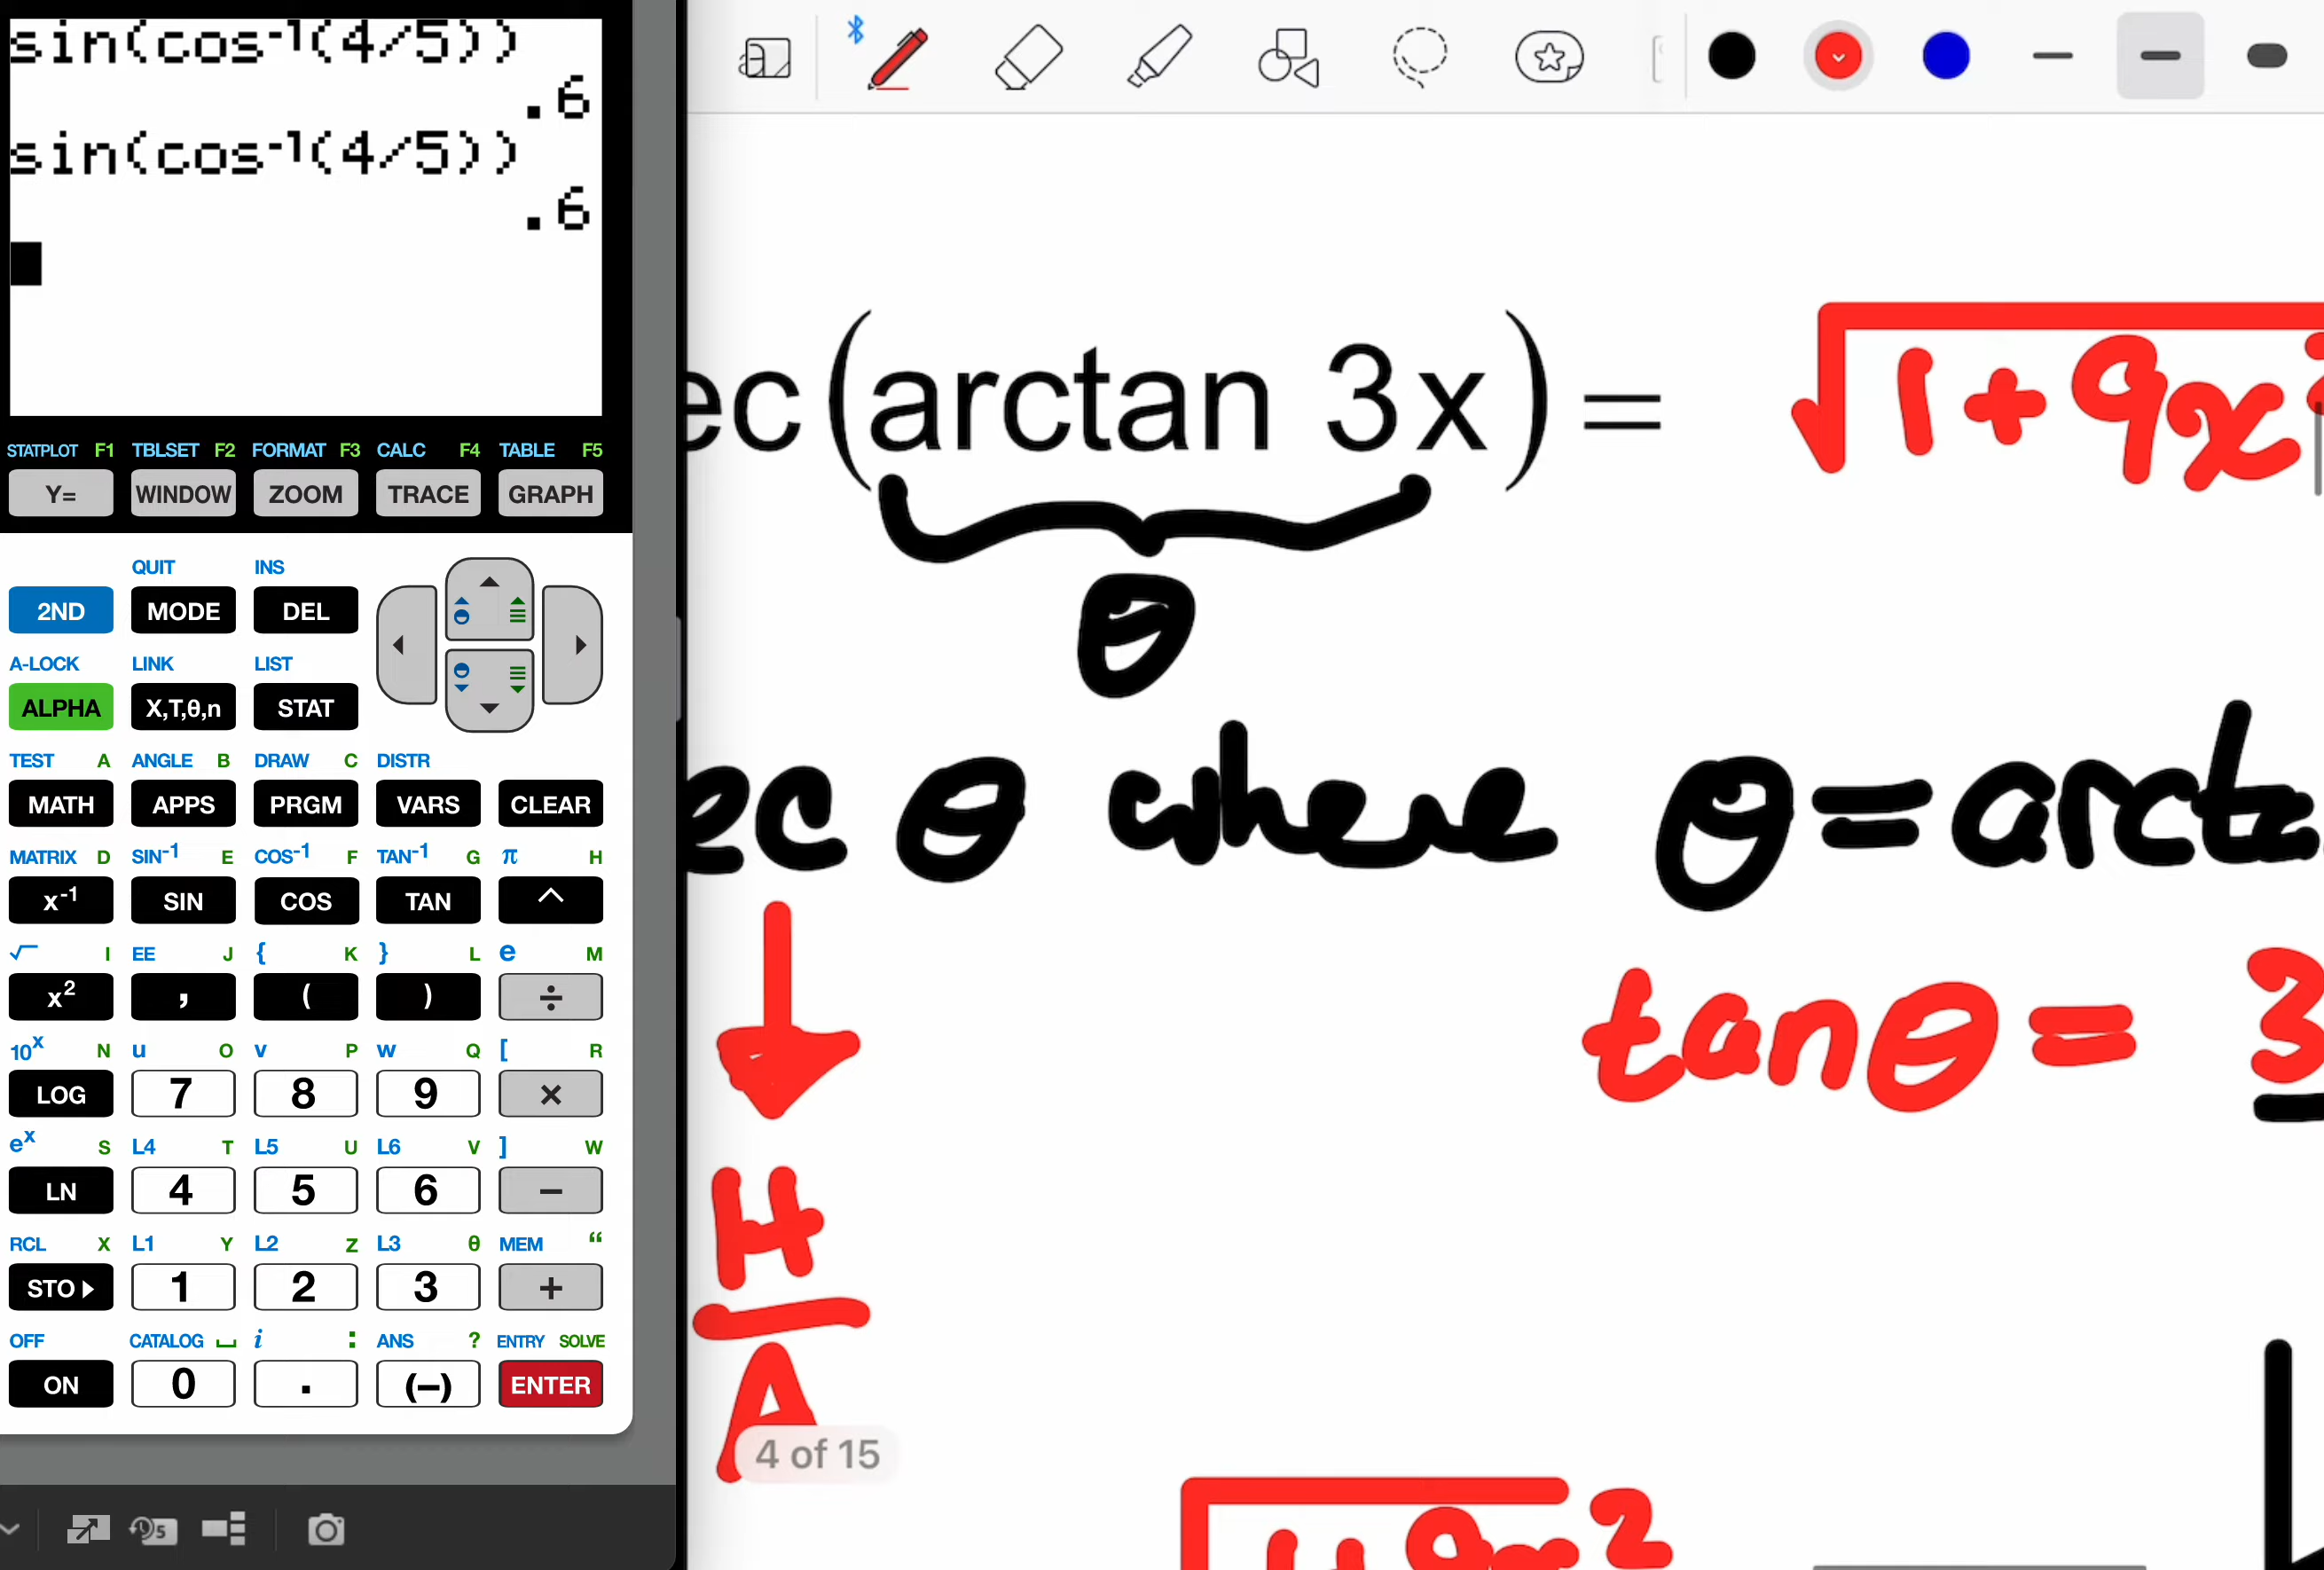 sin(cos⁻¹(4/5))
.6
sin(cos⁻¹(4/5))
.6
STATPLOT F1 TBLSET F2 FORMAT F3 CALC F4 TABLE F5
Y= WINDOW ZOOM TRACE GRAPH
QUIT INS
2ND MODE DEL
A-LOCK LINK LIST
ALPHA X,T,θ,n STAT
TEST A ANGLE B DRAW C DISTR
MATH APPS PRGM VARS CLEAR
MATRIX D SIN⁻¹ E COS⁻¹ F TAN⁻¹ G π H
x⁻¹ SIN COS TAN ^
√ I EE J { K } L e M
x² , ( ) ÷
10ˣ N u O v P w Q [ R
LOG 7 8 9 ×
eˣ S L4 T L5 U L6 V ] W
LN 4 5 6 −
RCL X L1 Y L2 Z L3 θ MEM “
STO▸ 1 2 3 +
OFF CATALOG ⎵ i : ANS ? ENTRY SOLVE
ON 0 . (−) ENTER
5
a
ec(arctan 3x) = √1+9x
θ
ec θ where θ=arcta
tanθ = 3
H
A
4 of 15
9x²